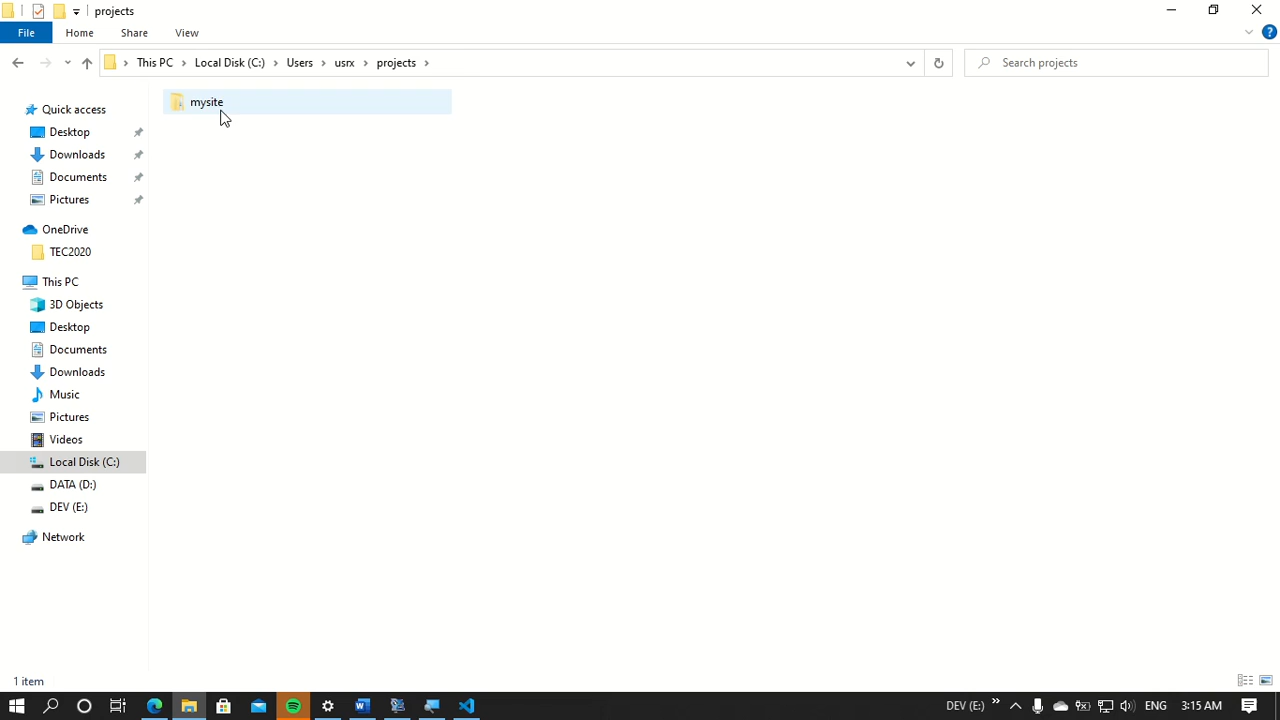 projects
File Home Share View
This PC Local Disk (C:) Users usrx projects
Search projects
mysite
Quick access
Desktop
Downloads
Documents
Pictures
OneDrive
TEC2020
This PC
3D Objects
Desktop
Documents
Downloads
Music
Pictures
Videos
Local Disk (C:)
DATA (D:)
DEV (E:)
Network
1 item
DEV (E:) ENG 3:15 AM